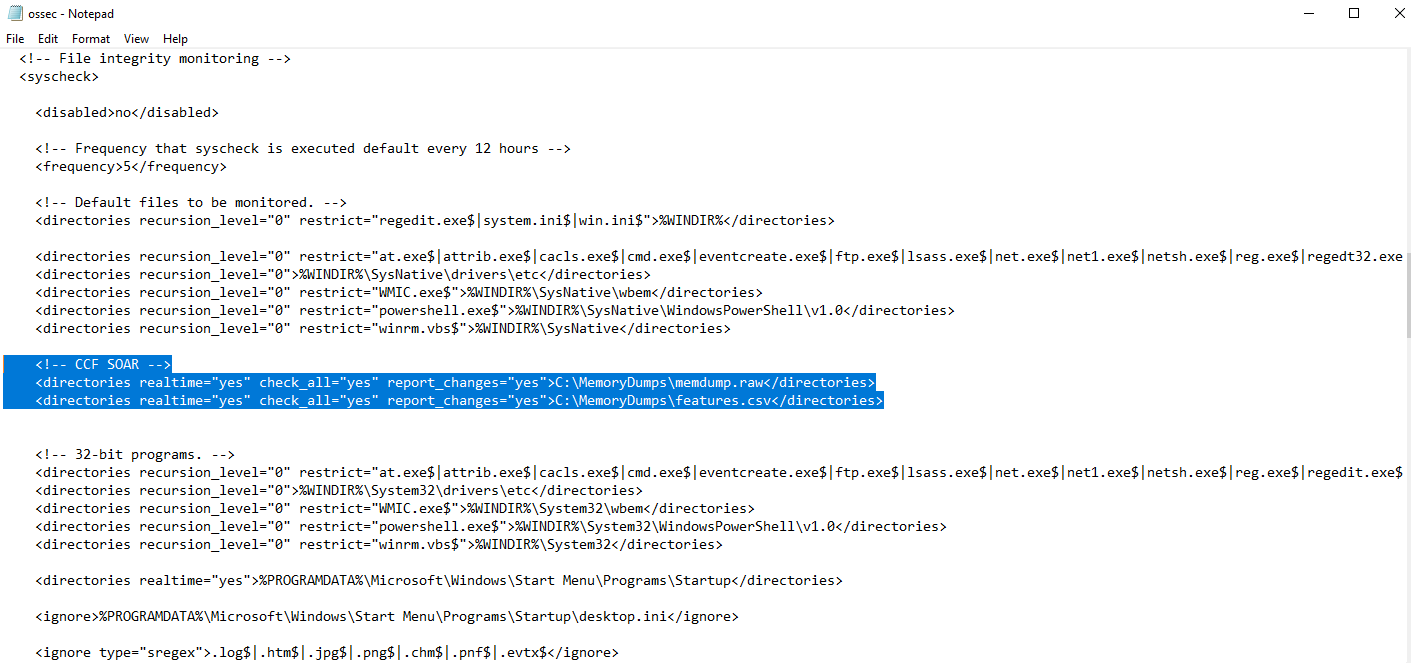 ossec - Notepad
File Edit Format View Help
<!-- File integrity monitoring -->
<syscheck>
<disabled>no</disabled>
<!-- Frequency that syscheck is executed default every 12 hours -->
<frequency>5</frequency>
<!-- Default files to be monitored. -->
<directories recursion_level="0" restrict="regedit.exe$|system.ini$|win.ini$">%WINDIR%</directories>
<directories recursion_level="0" restrict="at.exe$|attrib.exe$|cacls.exe$|cmd.exe$|eventcreate.exe$|ftp.exe$|lsass.exe$|net.exe$|net1.exe$|netsh.exe$|reg.exe$|regedt32.exe
<directories recursion_level="0">%WINDIR%\SysNative\drivers\etc</directories>
<directories recursion_level="0" restrict="WMIC.exe$">%WINDIR%\SysNative\wbem</directories>
<directories recursion_level="0" restrict="powershell.exe$">%WINDIR%\SysNative\WindowsPowerShell\v1.0</directories>
<directories recursion_level="0" restrict="winrm.vbs$">%WINDIR%\SysNative</directories>
<!-- CCF SOAR -->
<directories realtime="yes" check_all="yes" report_changes="yes">C:\MemoryDumps\memdump.raw</directories>
<directories realtime="yes" check_all="yes" report_changes="yes">C:\MemoryDumps\features.csv</directories>
<!-- 32-bit programs. -->
<directories recursion_level="0" restrict="at.exe$|attrib.exe$|cacls.exe$|cmd.exe$|eventcreate.exe$|ftp.exe$|lsass.exe$|net.exe$|net1.exe$|netsh.exe$|reg.exe$|regedit.exe$
<directories recursion_level="0">%WINDIR%\System32\drivers\etc</directories>
<directories recursion_level="0" restrict="WMIC.exe$">%WINDIR%\System32\wbem</directories>
<directories recursion_level="0" restrict="powershell.exe$">%WINDIR%\System32\WindowsPowerShell\v1.0</directories>
<directories recursion_level="0" restrict="winrm.vbs$">%WINDIR%\System32</directories>
<directories realtime="yes">%PROGRAMDATA%\Microsoft\Windows\Start Menu\Programs\Startup</directories>
<ignore>%PROGRAMDATA%\Microsoft\Windows\Start Menu\Programs\Startup\desktop.ini</ignore>
<ignore type="sregex">.log$|.htm$|.jpg$|.png$|.chm$|.pnf$|.evtx$</ignore>